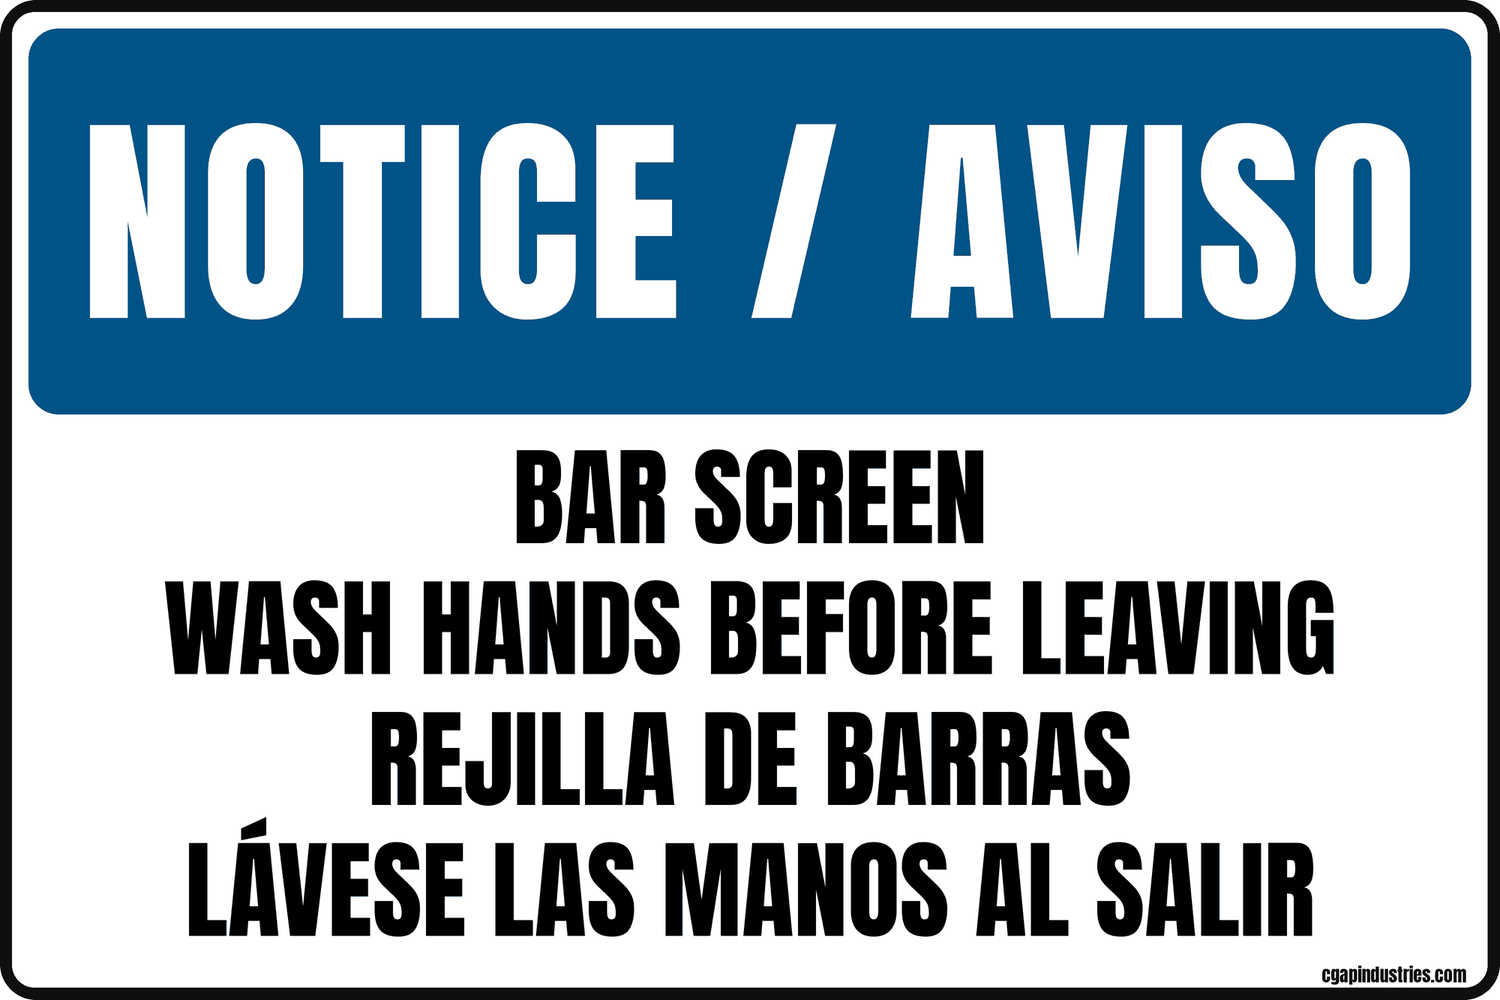 NOTICE / AVISO
BAR SCREEN
WASH HANDS BEFORE LEAVING
REJILLA DE BARRAS
LÁVESE LAS MANOS AL SALIR
cgapindustries.com